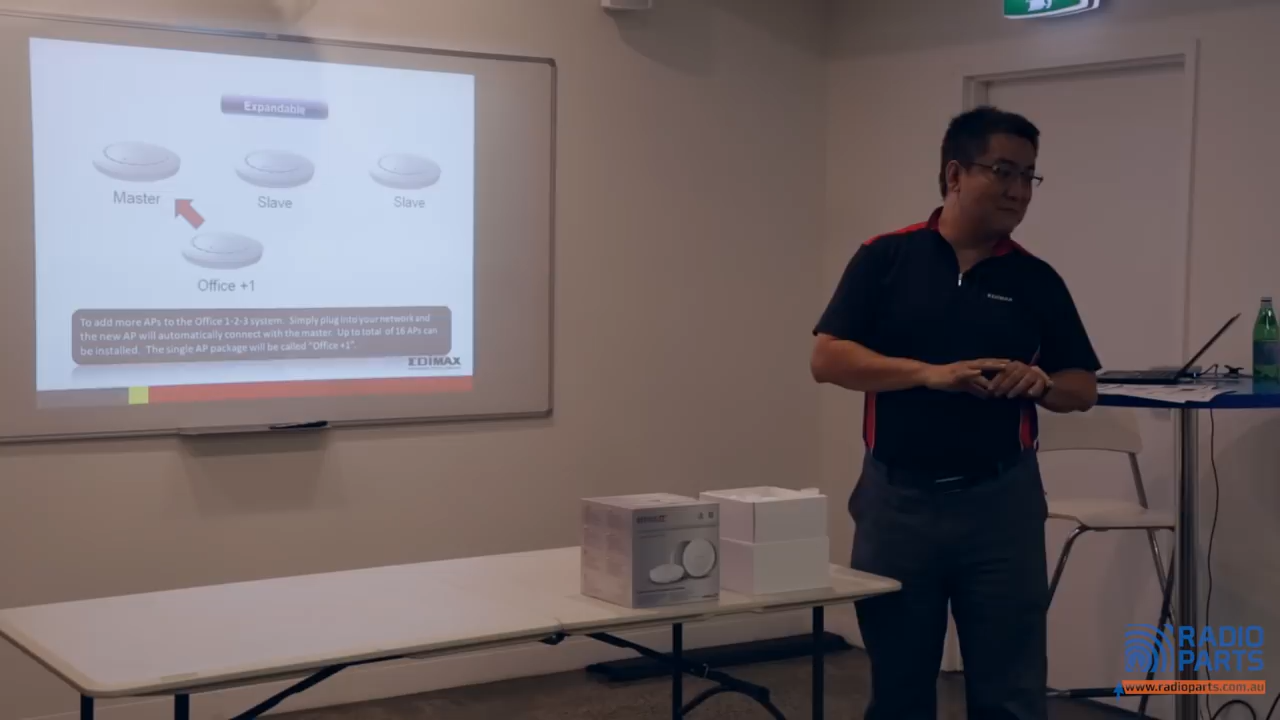 Expandable
Master
Slave
Slave
Office +1
To add more APs to the Office 1-2-3 system. Simply plug into your network and
the new AP will automatically connect with the master. Up to total of 16 APs can
be installed. The single AP package will be called "Office +1".
EDIMAX
EDIMAX
EDIMAX
RADIO
PARTS
www.radioparts.com.au